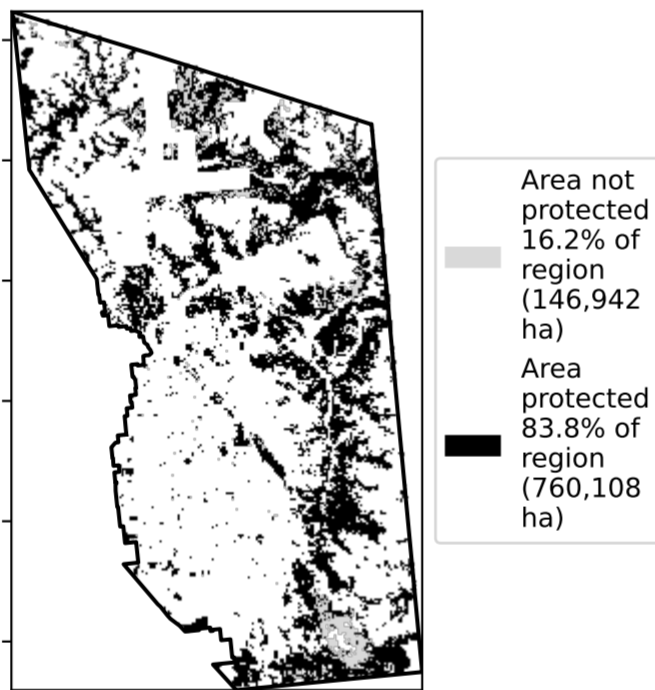 Area not
protected
16.2% of
region
(146,942
ha)
Area
protected
83.8% of
region
(760,108
ha)